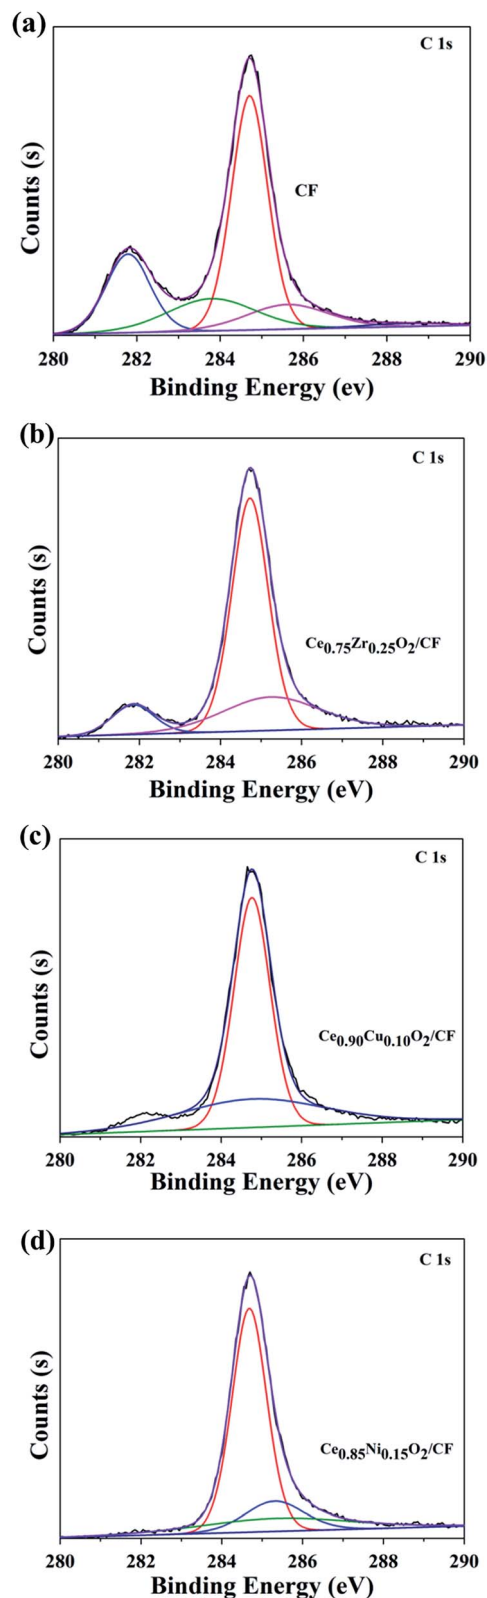 (a)
C 1s
CF
Counts (s)
280 282 284 286 288 290
Binding Energy (ev)
(b)
C 1s
Ce0.75Zr0.25O2/CF
Counts (s)
280 282 284 286 288 290
Binding Energy (eV)
(c)
C 1s
Ce0.90Cu0.10O2/CF
Counts (s)
280 282 284 286 288 290
Binding Energy (eV)
(d)
C 1s
Ce0.85Ni0.15O2/CF
Counts (s)
280 282 284 286 288 290
Binding Energy (eV)